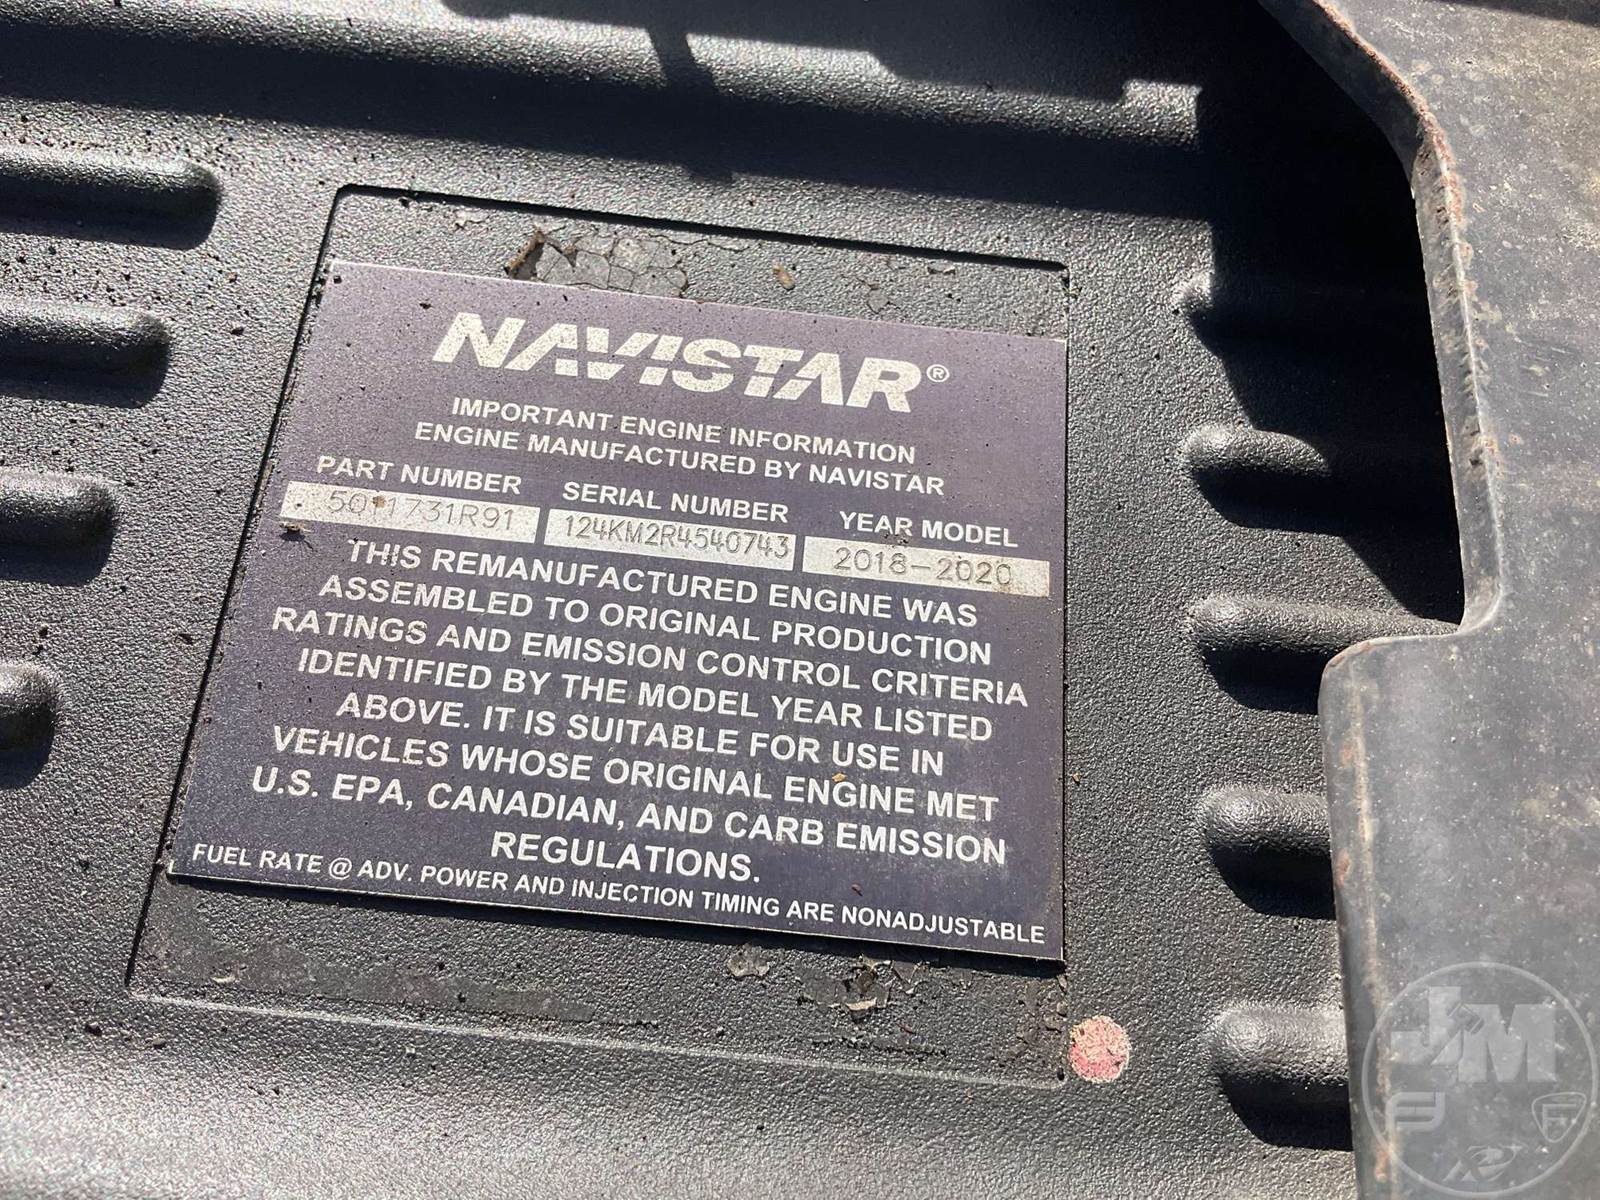 NAVISTAR®
IMPORTANT ENGINE INFORMATION
ENGINE MANUFACTURED BY NAVISTAR
PART NUMBER SERIAL NUMBER YEAR MODEL
5011731R91 124KM2R4540743 2018-2020
THIS REMANUFACTURED ENGINE WAS
ASSEMBLED TO ORIGINAL PRODUCTION
RATINGS AND EMISSION CONTROL CRITERIA
IDENTIFIED BY THE MODEL YEAR LISTED
ABOVE. IT IS SUITABLE FOR USE IN
VEHICLES WHOSE ORIGINAL ENGINE MET
U.S. EPA, CANADIAN, AND CARB EMISSION
REGULATIONS.
FUEL RATE @ ADV. POWER AND INJECTION TIMING ARE NONADJUSTABLE
J M